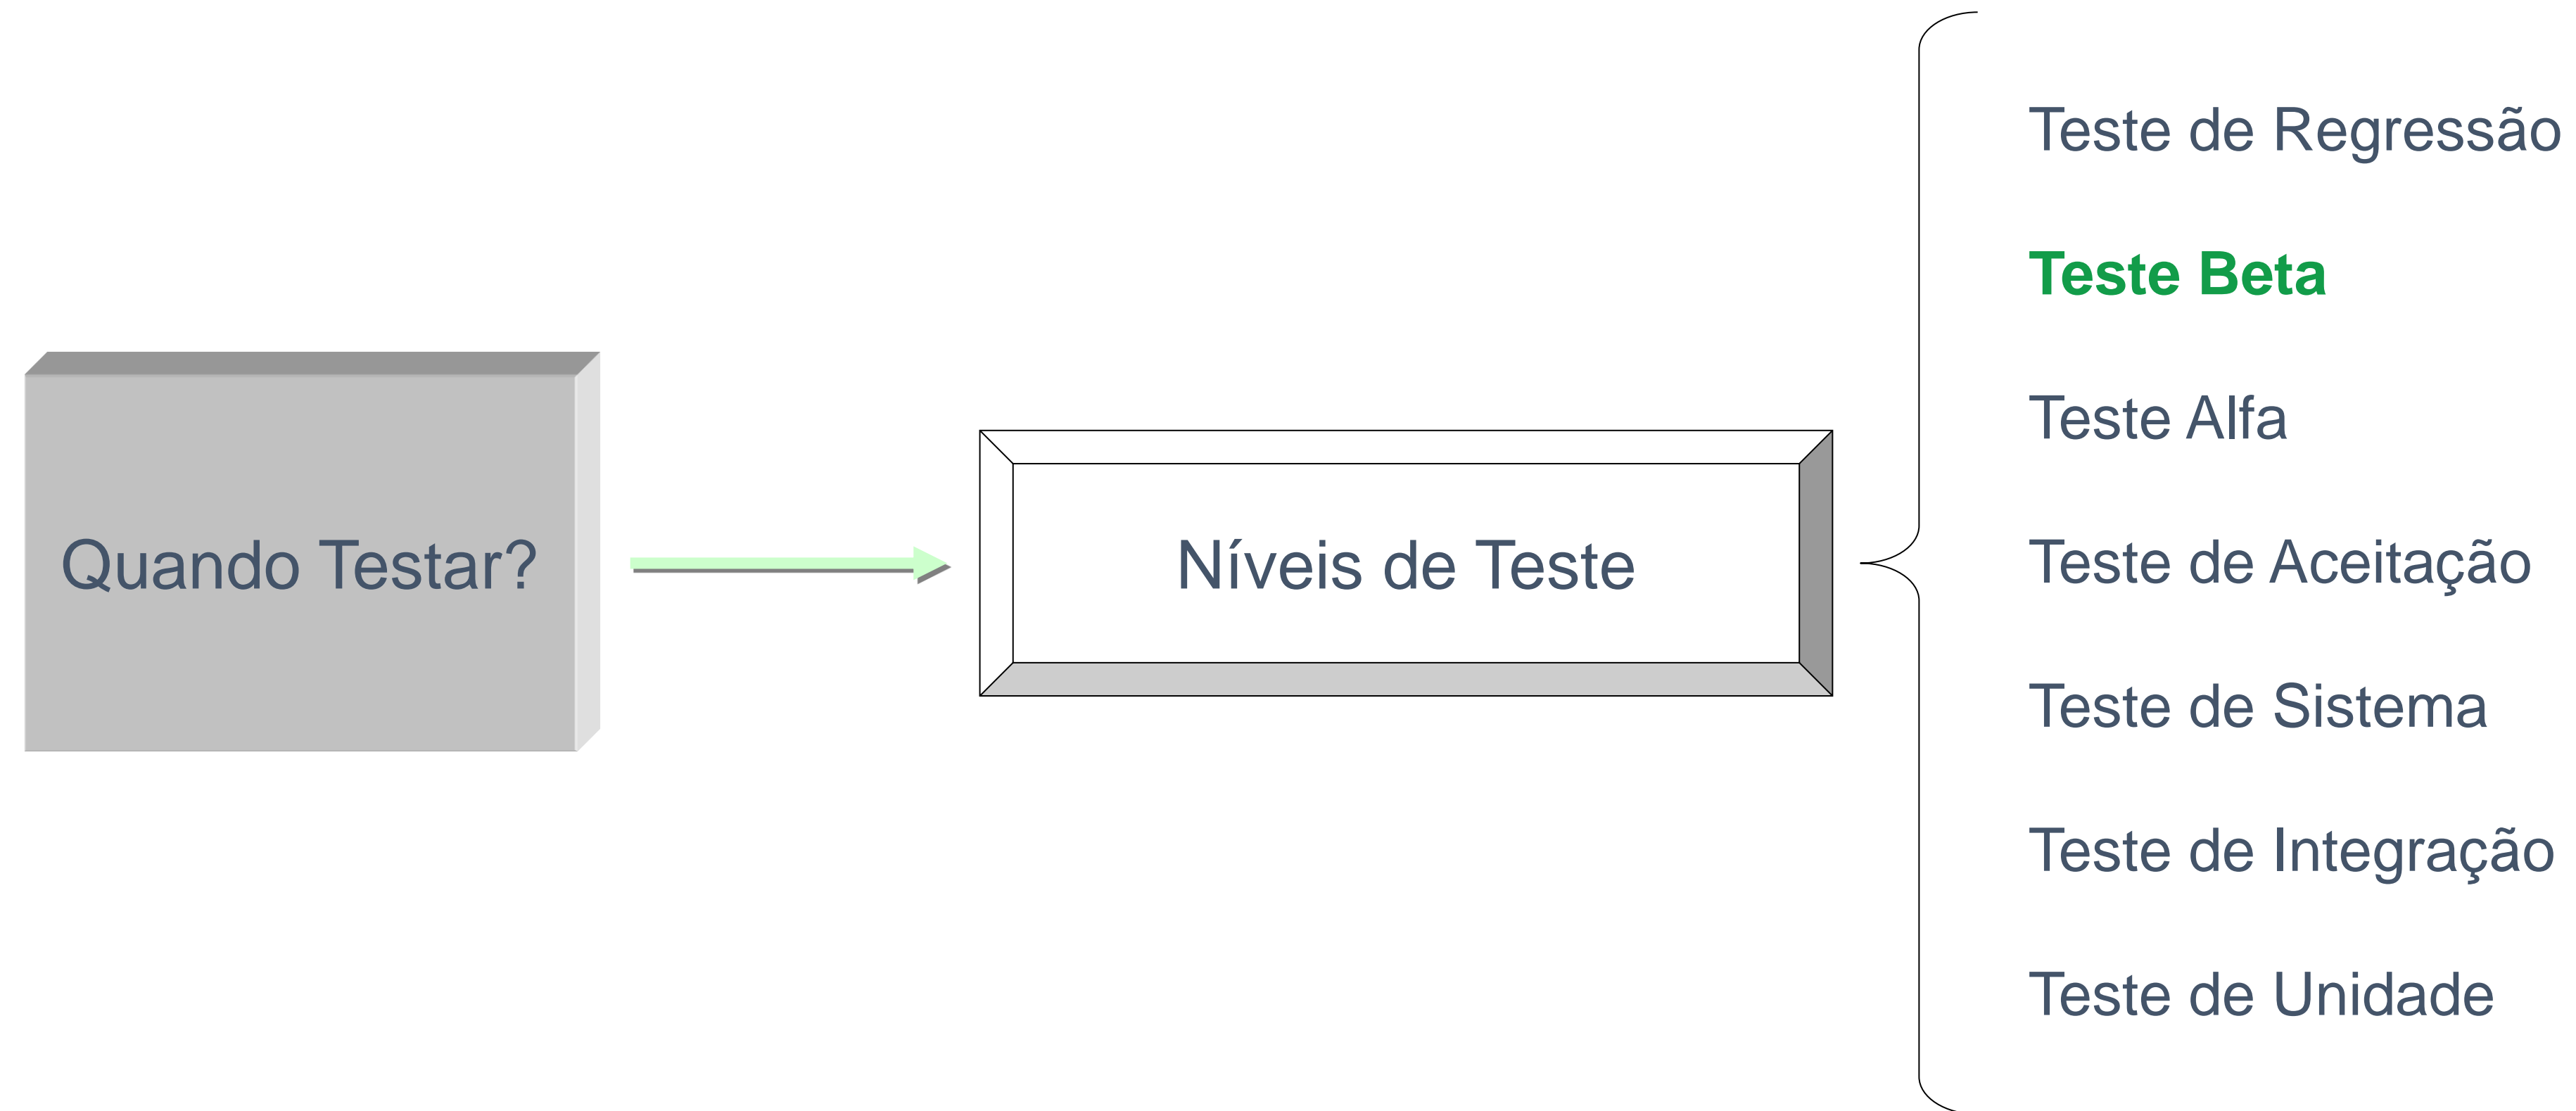 Quando Testar?
Níveis de Teste
Teste de Regressão
Teste Beta
Teste Alfa
Teste de Aceitação
Teste de Sistema
Teste de Integração
Teste de Unidade